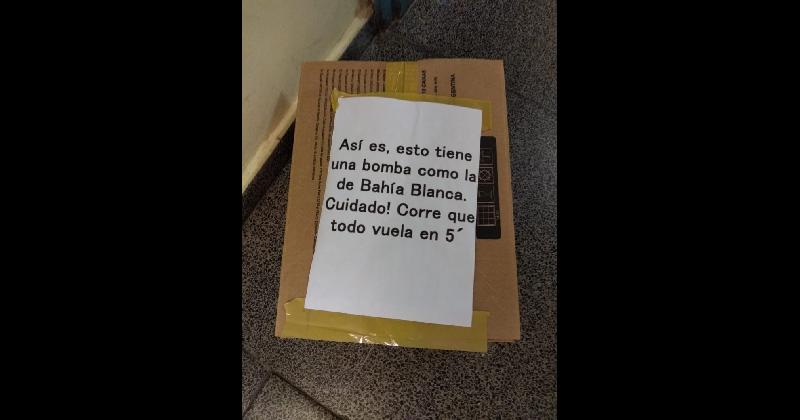 Así es, esto tiene
una bomba como la
de Bahía Blanca.
Cuidado! Corre que
todo vuela en 5´